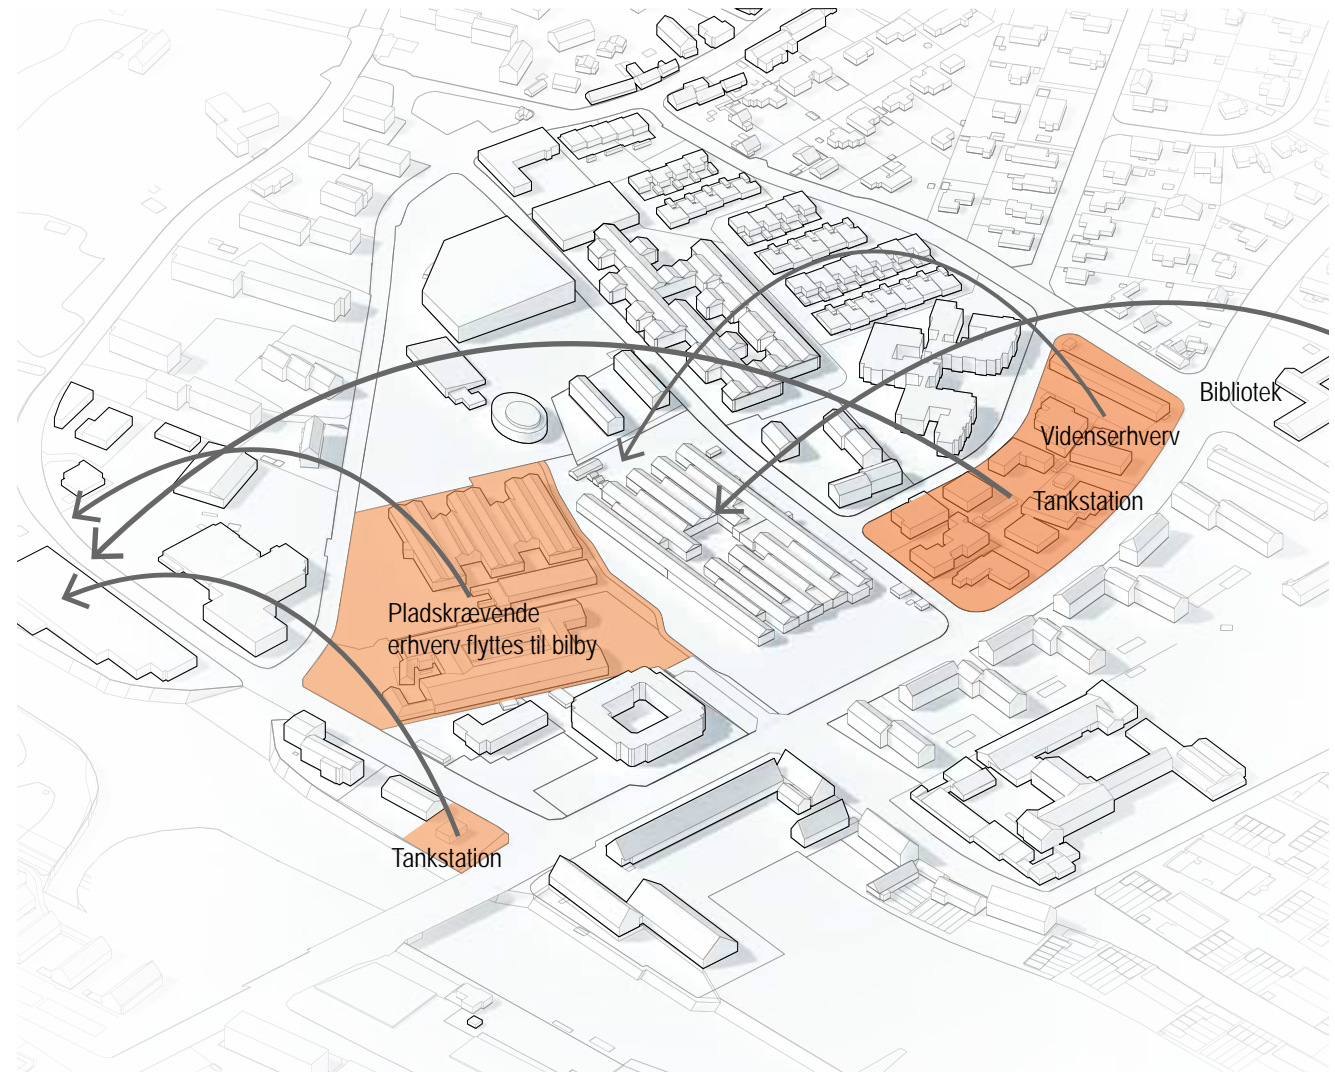 Bibliotek
Videnserhverv
Tankstation
Pladskrævende
erhverv flyttes til bilby
Tankstation